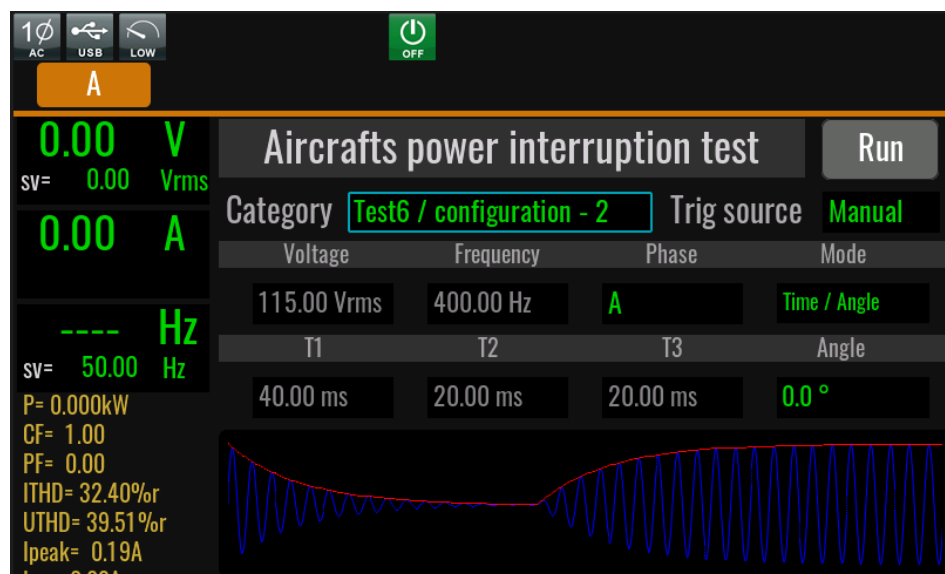 1Ø AC USB LOW OFF
A
0.00 V
sv= 0.00 Vrms
0.00 A
---- Hz
sv= 50.00 Hz
P= 0.000kW
CF= 1.00
PF= 0.00
ITHD= 32.40%r
UTHD= 39.51%r
Ipeak= 0.19A
Aircrafts power interruption test Run
Category Test6 / configuration - 2 Trig source Manual
Voltage Frequency Phase Mode
115.00 Vrms 400.00 Hz A Time / Angle
T1 T2 T3 Angle
40.00 ms 20.00 ms 20.00 ms 0.0 °